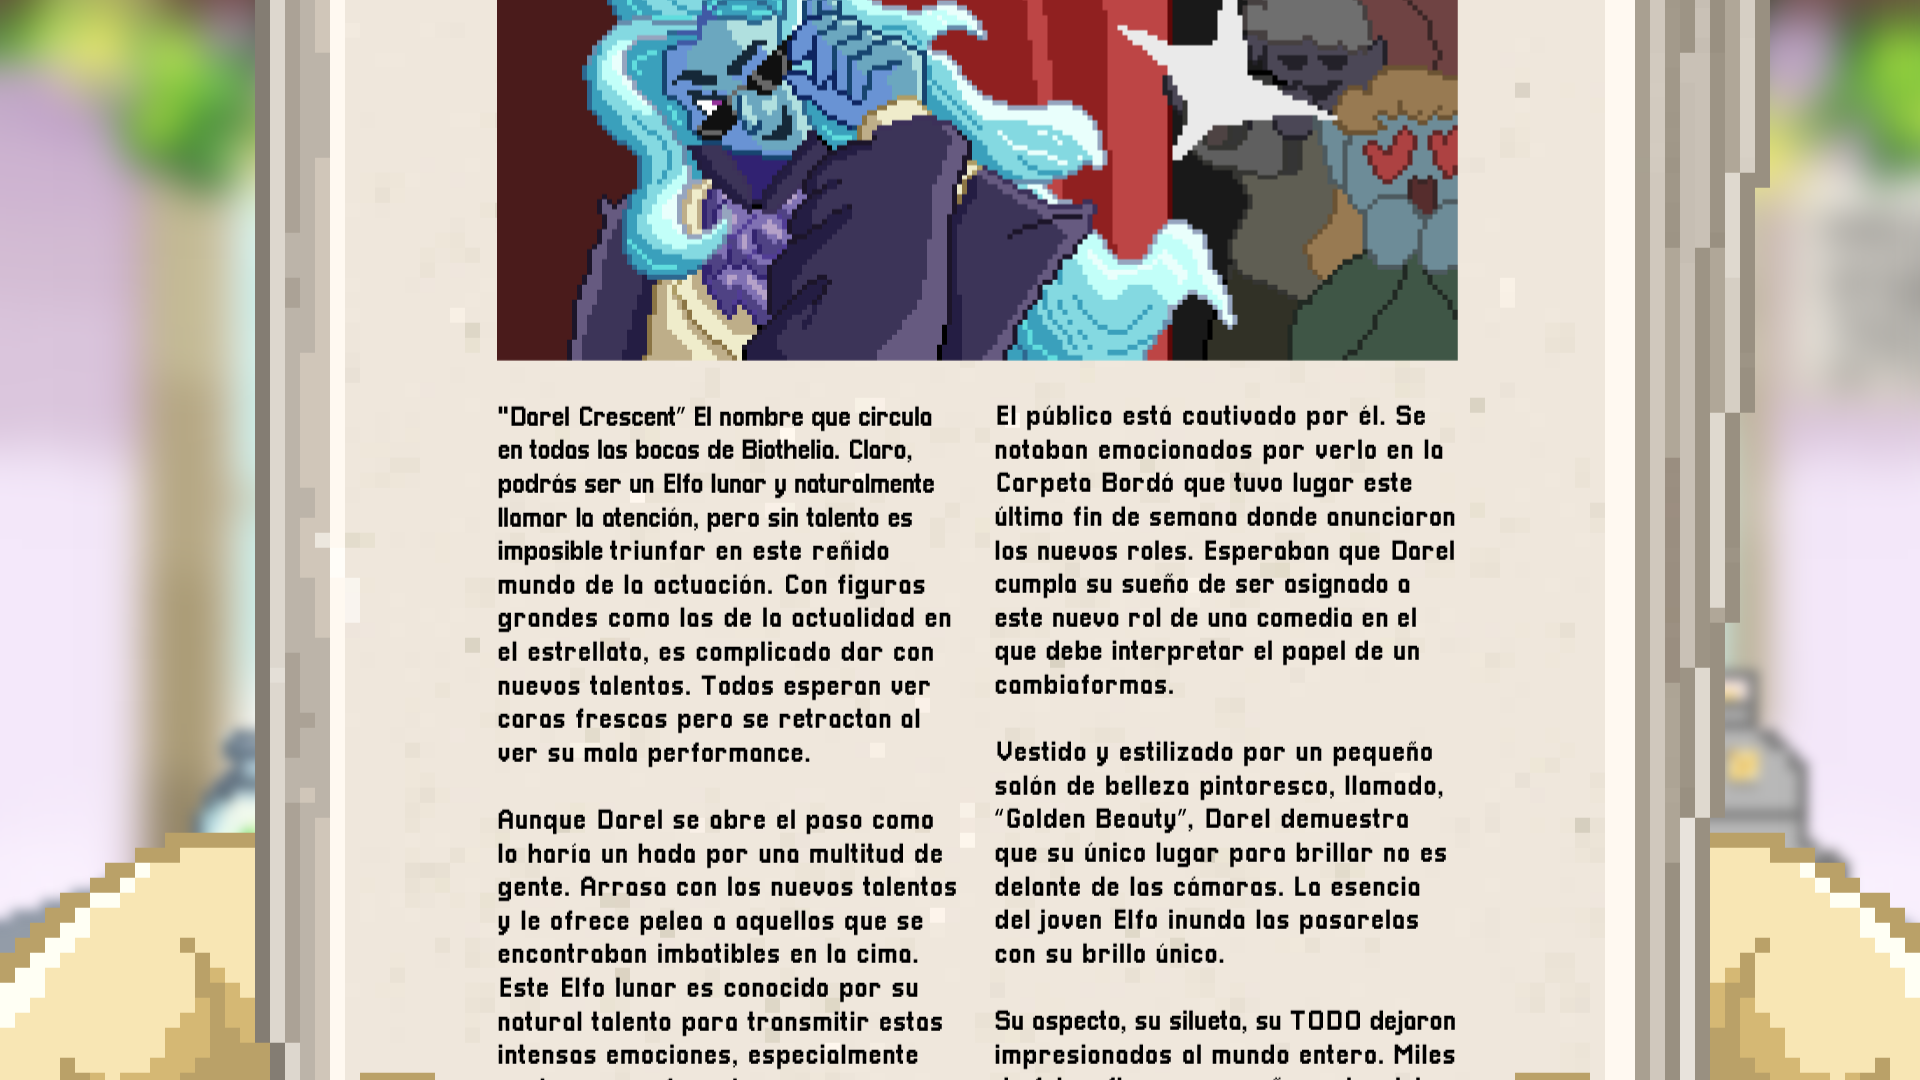 "Darel Crescent" El nombre que circula
en todas las bocas de Biothelia. Claro,
podrás ser un Elfo lunar y naturalmente
llamar la atención, pero sin talento es
imposible triunfar en este reñido
mundo de la actuación. Con figuras
grandes como las de la actualidad en
el estrellato, es complicado dar con
nuevos talentos. Todos esperan ver
caras frescas pero se retractan al
ver su mala performance.
Aunque Darel se abre el paso como
lo haría un hada por una multitud de
gente. Arrasa con los nuevos talentos
y le ofrece pelea a aquellos que se
encontraban imbatibles en la cima.
Este Elfo lunar es conocido por su
natural talento para transmitir estas
intensas emociones, especialmente
El público está cautivado por él. Se
notaban emocionados por verlo en la
Carpeta Bordó que tuvo lugar este
último fin de semana donde anunciaron
los nuevos roles. Esperaban que Darel
cumpla su sueño de ser asignado a
este nuevo rol de una comedia en el
que debe interpretar el papel de un
cambiaformas.
Vestido y estilizado por un pequeño
salón de belleza pintoresco, llamado,
"Golden Beauty", Darel demuestra
que su único lugar para brillar no es
delante de las cámaras. La esencia
del joven Elfo inunda las pasarelas
con su brillo único.
Su aspecto, su silueta, su TODO dejaron
impresionados al mundo entero. Miles